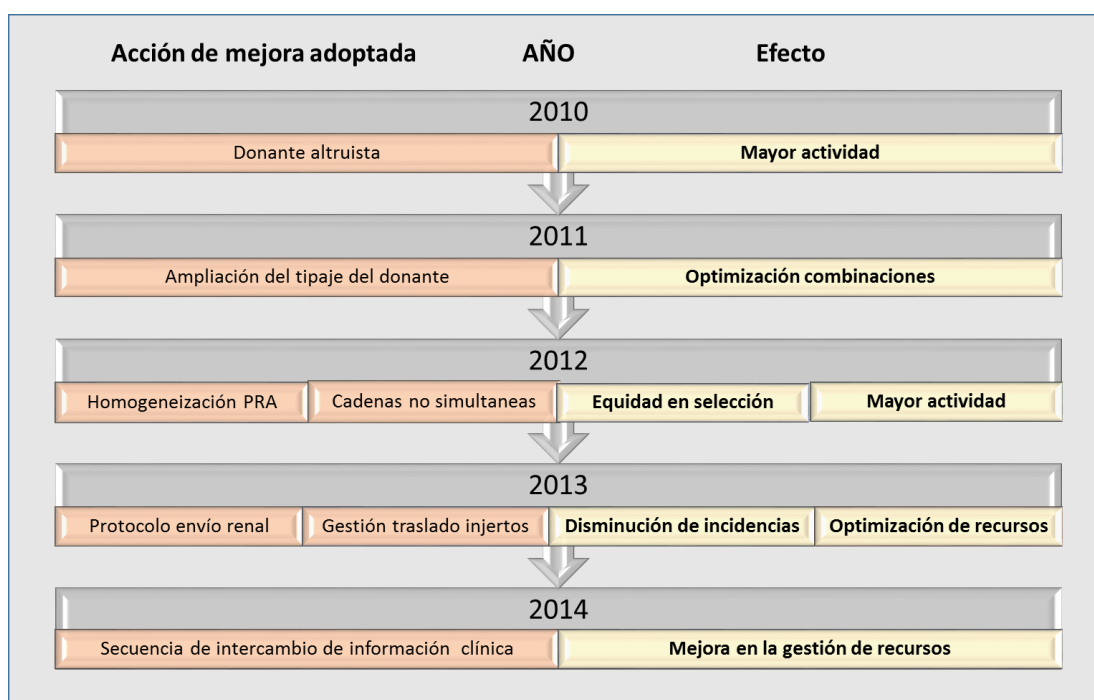 Acción de mejora adoptada AÑO Efecto
2010
Donante altruista Mayor actividad
2011
Ampliación del tipaje del donante Optimización combinaciones
2012
Homogeneización PRA Cadenas no simultaneas Equidad en selección Mayor actividad
2013
Protocolo envío renal Gestión traslado injertos Disminución de incidencias Optimización de recursos
2014
Secuencia de intercambio de información clínica Mejora en la gestión de recursos